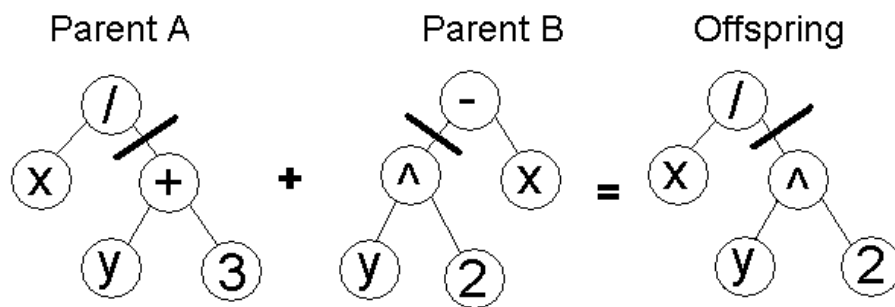 Parent A Parent B Offspring
/ - /
x + + ^ x = x ^
y 3 y 2 y 2